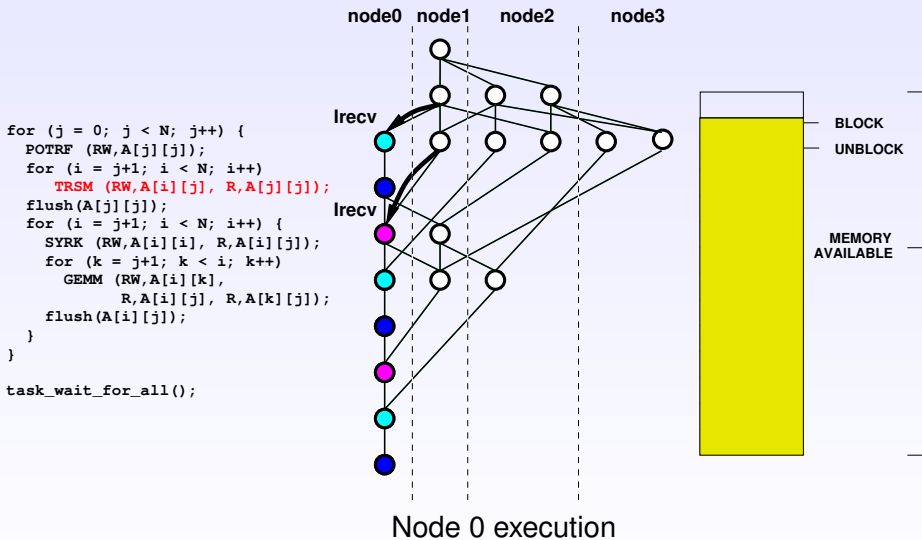 node0 node1 node2 node3
for (j = 0; j < N; j++) {
POTRF (RW,A[j][j]);
for (i = j+1; i < N; i++)
TRSM (RW,A[i][j], R,A[j][j]);
flush(A[j][j]);
for (i = j+1; i < N; i++) {
SYRK (RW,A[i][i], R,A[i][j]);
for (k = j+1; k < i; k++)
GEMM (RW,A[i][k],
R,A[i][j], R,A[k][j]);
flush(A[i][j]);
}
}
task_wait_for_all();
Irecv
Irecv
BLOCK
UNBLOCK
MEMORY
AVAILABLE
Node 0 execution